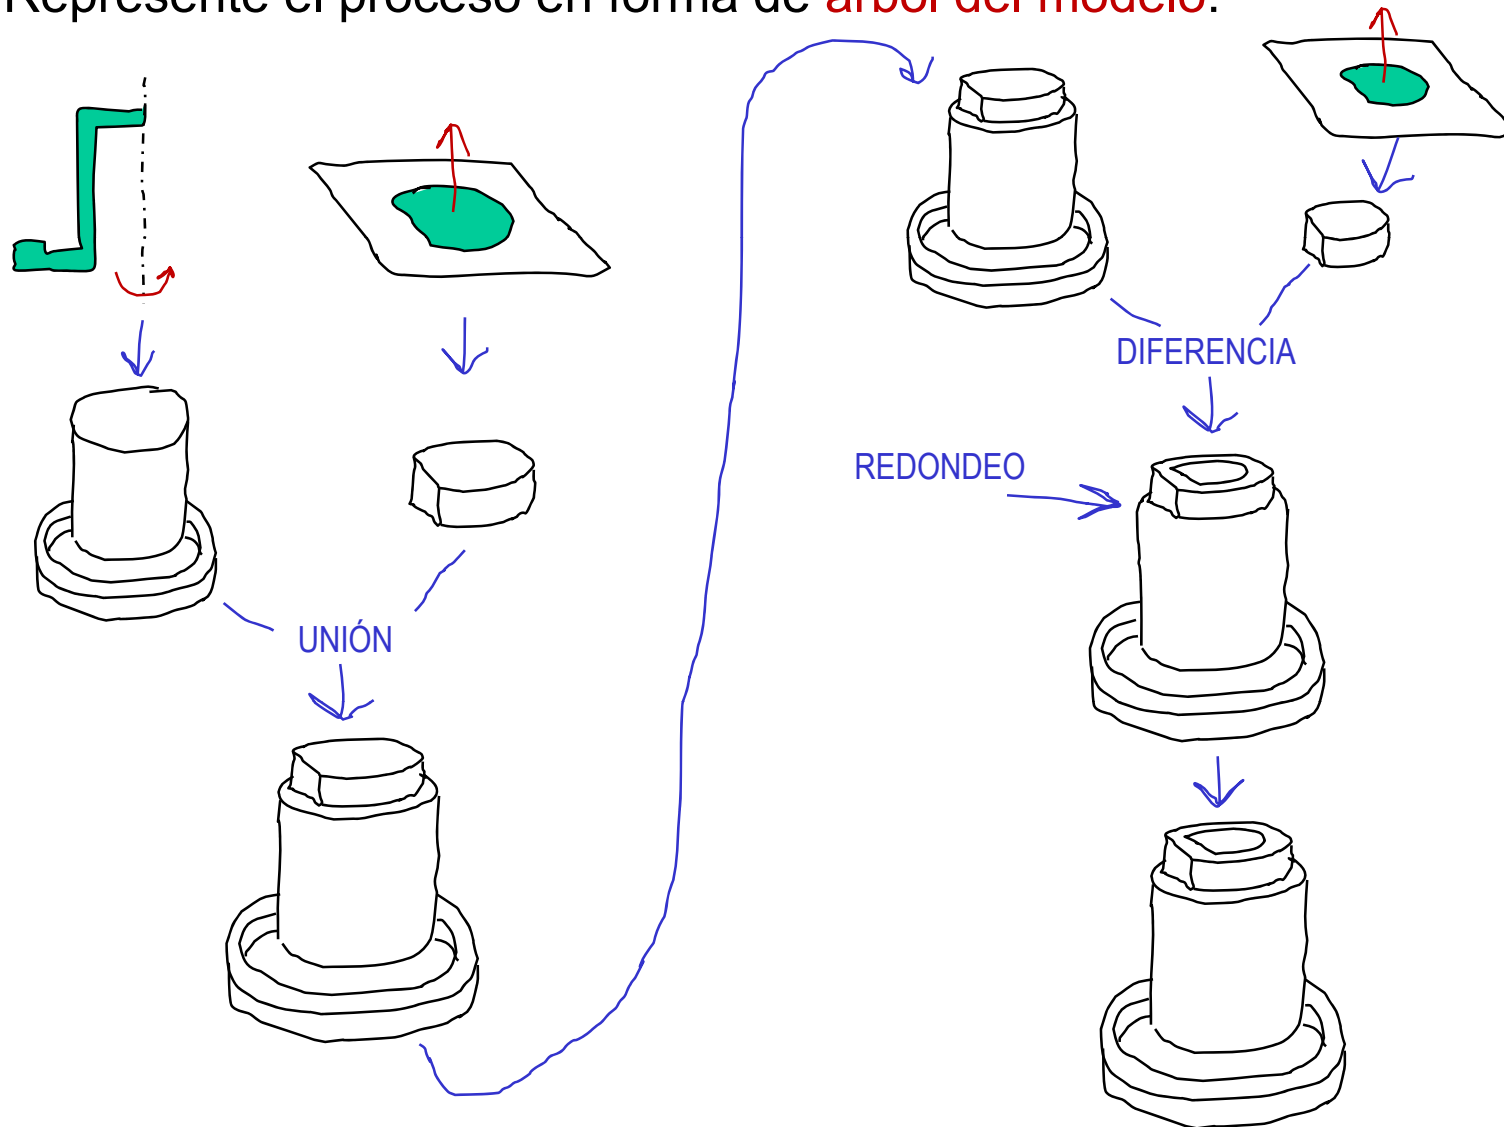 Represente el proceso en forma de árbol del modelo:
DIFERENCIA
REDONDEO
UNIÓN